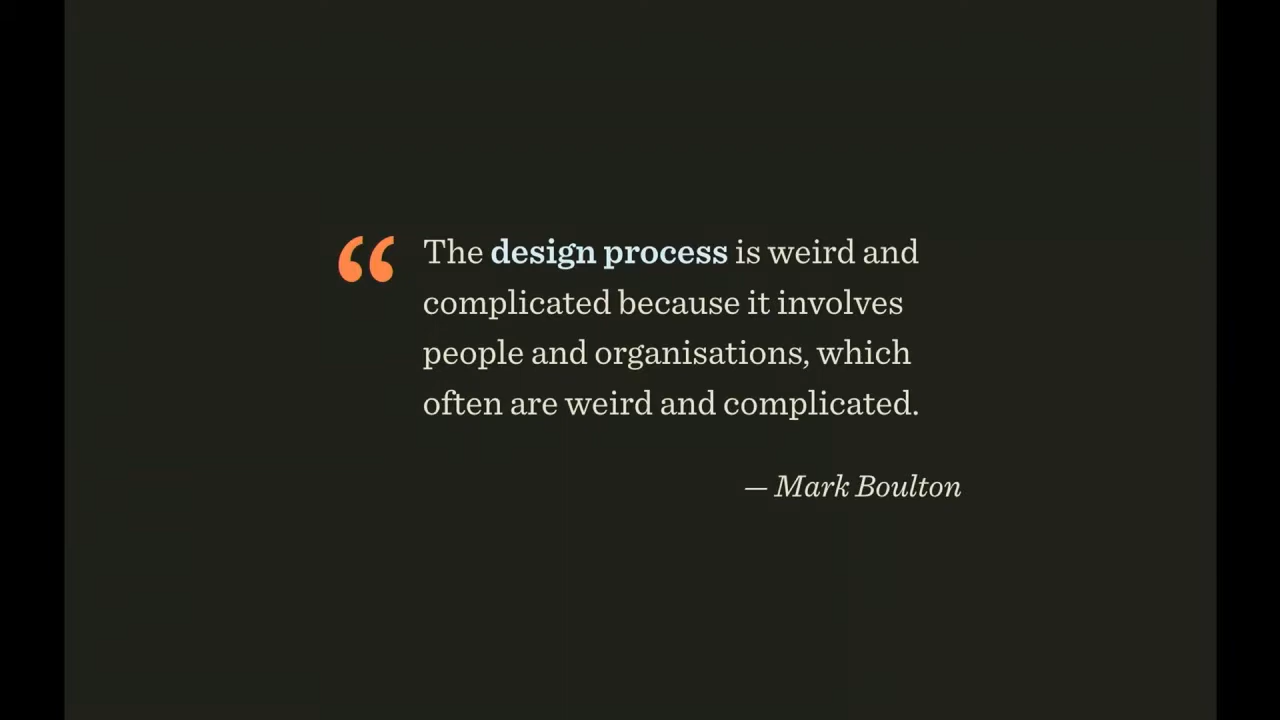 “ The design process is weird and
complicated because it involves
people and organisations, which
often are weird and complicated.
— Mark Boulton